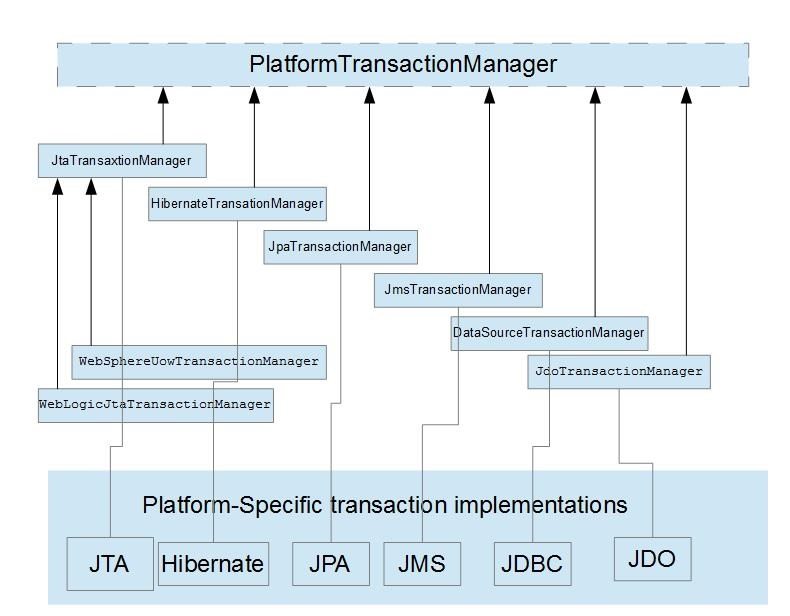 PlatformTransactionManager
JtaTransaxtionManager
HibernateTransationManager
JpaTransactionManager
JmsTransactionManager
DataSourceTransactionManager
WebSphereUowTransactionManager
JdoTransactionManager
WebLogicJtaTransactionManager
Platform-Specific transaction implementations
JTA
Hibernate
JPA
JMS
JDBC
JDO